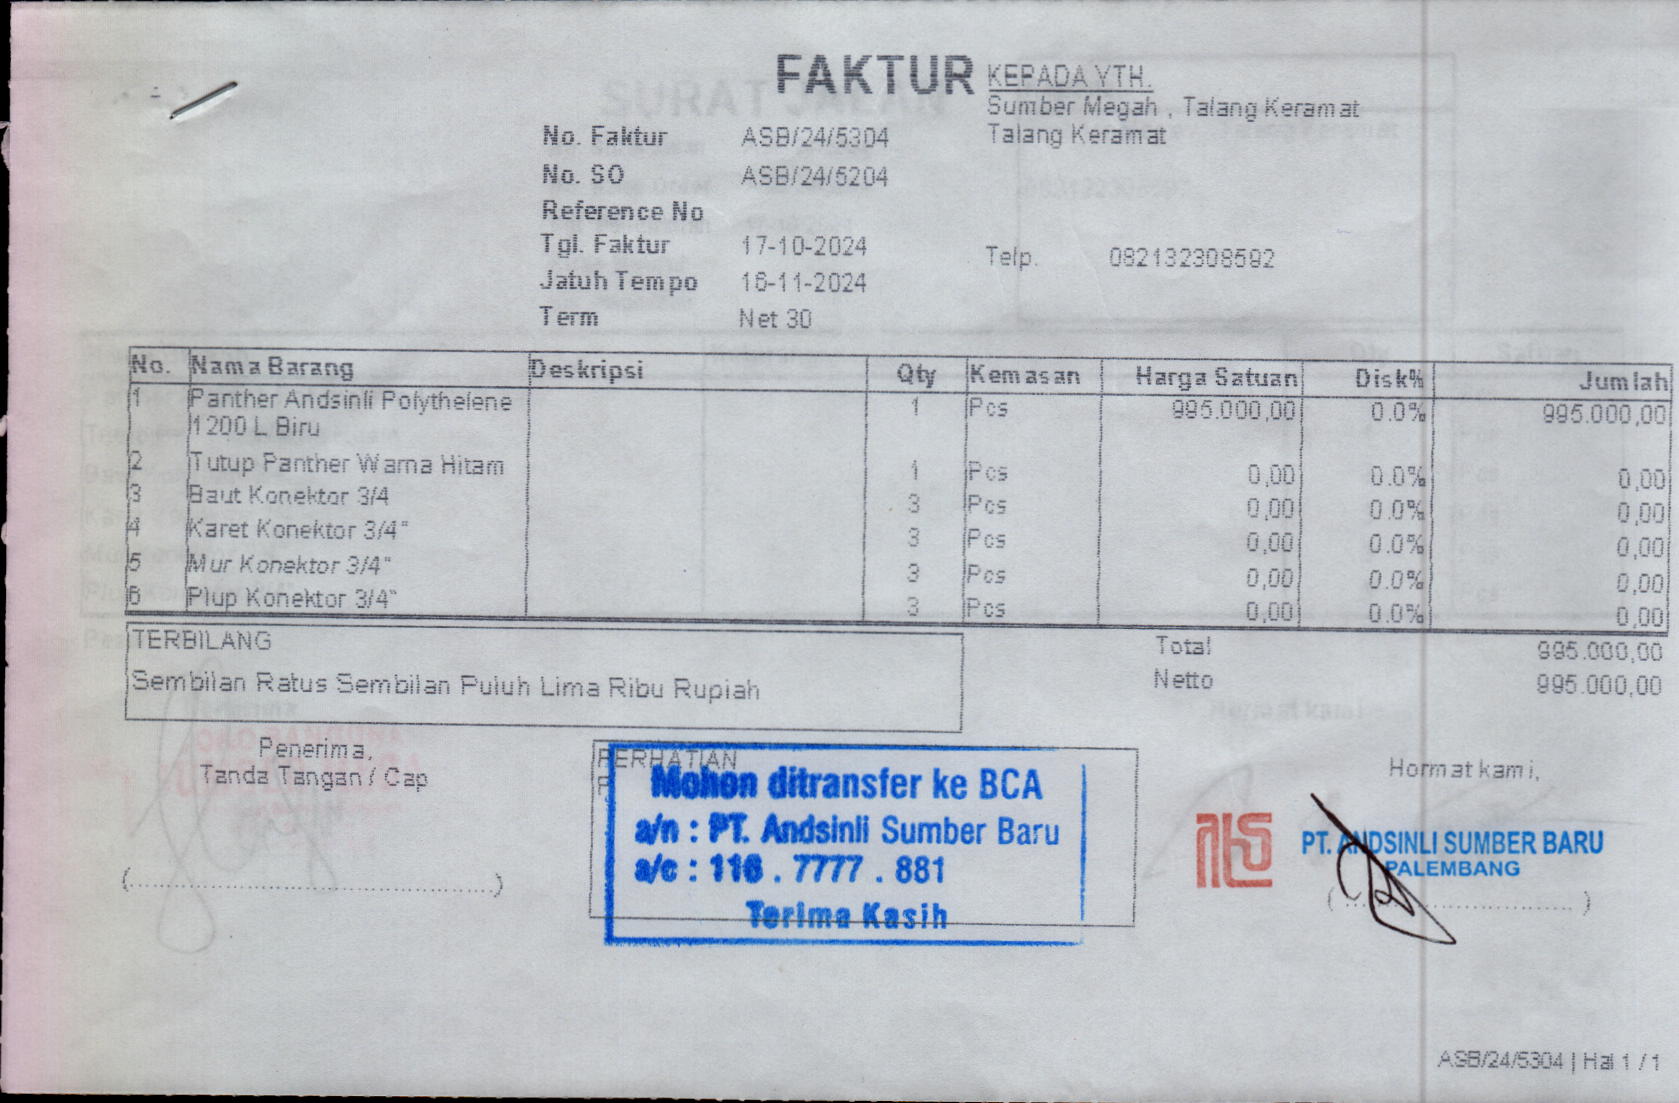 FAKTUR
KEPADA YTH.
Sumber Megah , Talang Keramat
Talang Keramat
No. Faktur ASB/24/5304
No. SO ASB/24/5204
Reference No
Tgl. Faktur 17-10-2024
Jatuh Tempo 16-11-2024
Term Net 30
Telp. 082132308592
No. Nama Barang Deskripsi Qty Kemasan Harga Satuan Disk% Jumlah
1 Panther Andsinli Polythelene 1 Pcs 995.000,00 0.0% 995.000,00
1200 L Biru
2 Tutup Panther Warna Hitam 1 Pcs 0,00 0.0% 0,00
3 Baut Konektor 3/4 3 Pcs 0,00 0.0% 0,00
4 Karet Konektor 3/4" 3 Pcs 0,00 0.0% 0,00
5 Mur Konektor 3/4" 3 Pcs 0,00 0.0% 0,00
6 Plup Konektor 3/4" 3 Pcs 0,00 0.0% 0,00
TERBILANG
Sembilan Ratus Sembilan Puluh Lima Ribu Rupiah
Total 995.000,00
Netto 995.000,00
Penerima,
Tanda Tangan / Cap
(..............................................)
PERHATIAN
Mohon ditransfer ke BCA
a/n : PT. Andsinli Sumber Baru
a/c : 116 . 7777 . 881
Terima Kasih
Hormat kami,
PT. ANDSINLI SUMBER BARU
PALEMBANG
(..............................)
ASB/24/5304 | Hal 1 / 1